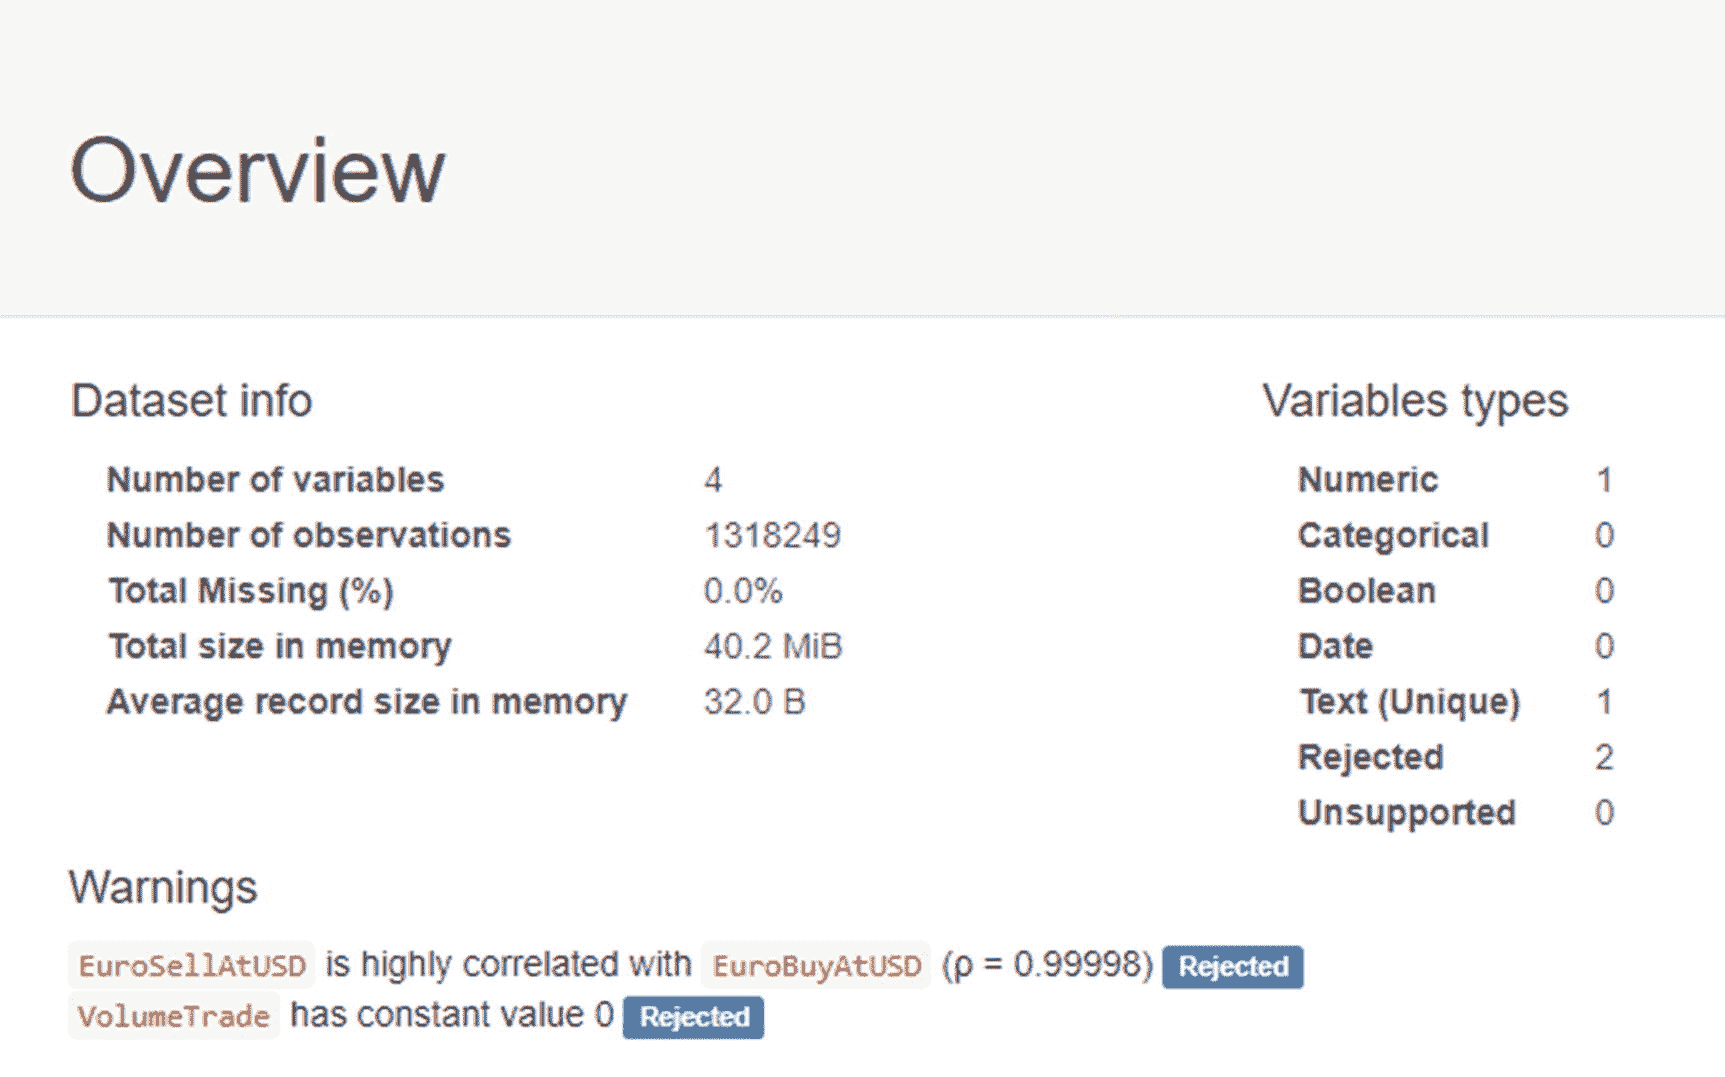 Overview
Dataset info
Number of variables 4
Number of observations 1318249
Total Missing (%) 0.0%
Total size in memory 40.2 MiB
Average record size in memory 32.0 B
Variables types
Numeric 1
Categorical 0
Boolean 0
Date 0
Text (Unique) 1
Rejected 2
Unsupported 0
Warnings
EuroSellAtUSD is highly correlated with EuroBuyAtUSD (ρ = 0.99998) Rejected
VolumeTrade has constant value 0 Rejected